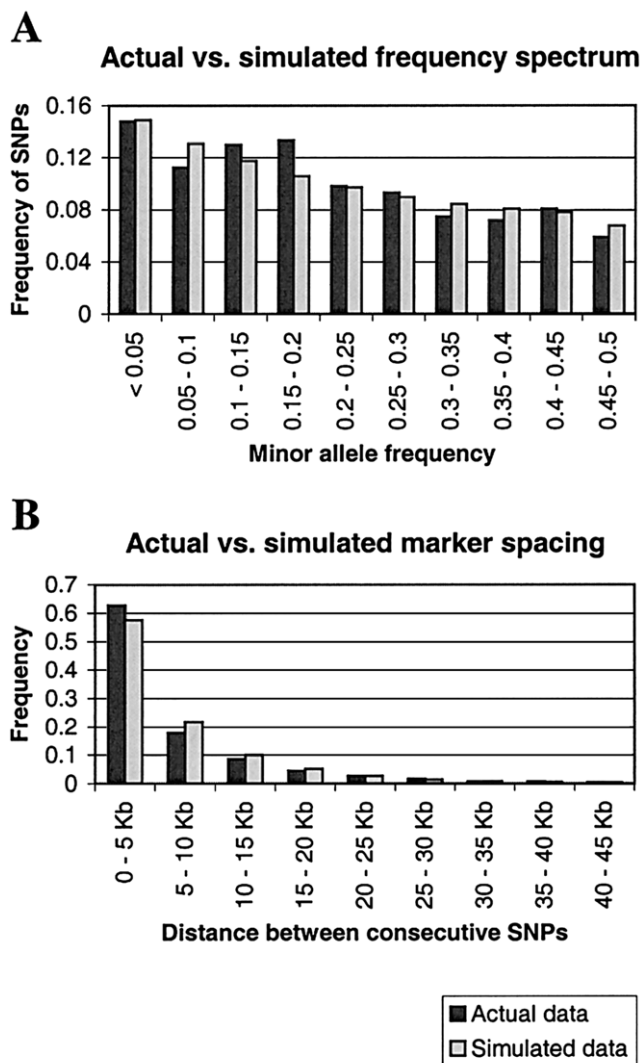 A
Actual vs. simulated frequency spectrum
Frequency of SNPs
0.16
0.12
0.08
0.04
0
< 0.05
0.05 - 0.1
0.1 - 0.15
0.15 - 0.2
0.2 - 0.25
0.25 - 0.3
0.3 - 0.35
0.35 - 0.4
0.4 - 0.45
0.45 - 0.5
Minor allele frequency
B
Actual vs. simulated marker spacing
Frequency
0.7
0.6
0.5
0.4
0.3
0.2
0.1
0
0 - 5 Kb
5 - 10 Kb
10 - 15 Kb
15 - 20 Kb
20 - 25 Kb
25 - 30 Kb
30 - 35 Kb
35 - 40 Kb
40 - 45 Kb
Distance between consecutive SNPs
Actual data
Simulated data